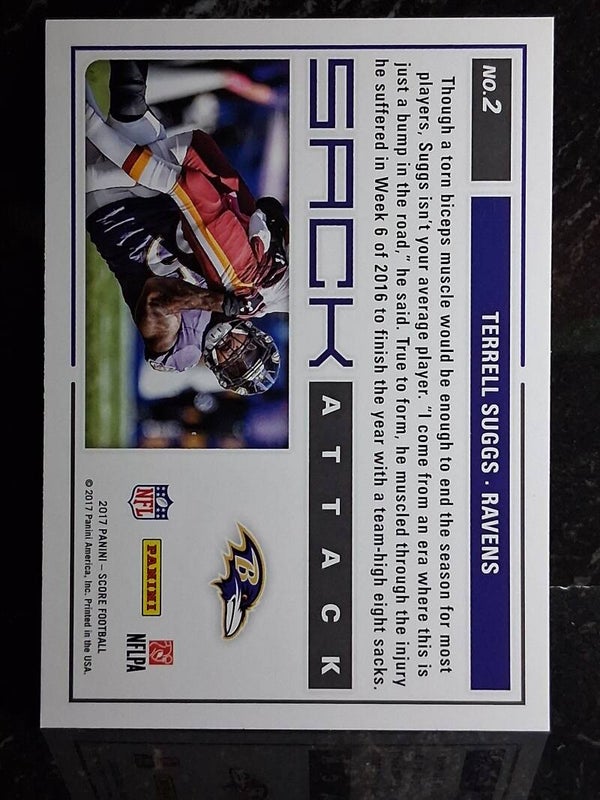 NO.2
TERRELL SUGGS · RAVENS
Though a torn biceps muscle would be enough to end the season for most
players, Suggs isn't your average player. "I come from an era where this is
just a bump in the road," he said. True to form, he muscled through the injury
he suffered in Week 6 of 2016 to finish the year with a team-high eight sacks.
SACK ATTACK
B
NFL
PANINI
NFLPA
2017 PANINI – SCORE FOOTBALL
© 2017 Panini America, Inc. Printed in the USA.